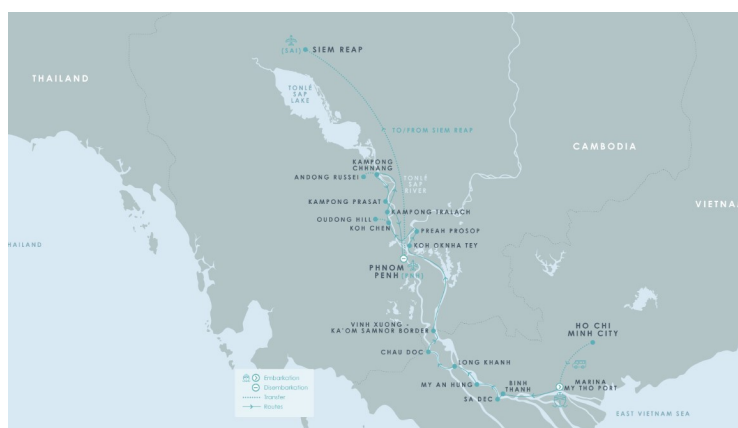 (SAI) SIEM REAP
THAILAND
TONLÉ
SAP
LAKE
TO/FROM SIEM REAP
CAMBODIA
KAMPONG
CHHNANG
ANDONG RUSSEI
TONLÉ
SAP
RIVER
KAMPONG PRASAT
VIETNA
KAMPONG TRALACH
OUDONG HILL
KOH CHEN
PREAH PROSOP
HAILAND
KOH OKNHA TEY
PHNOM
PENH (PNH)
VINH XUONG -
KA'OM SAMNOR BORDER
HO CHI
MINH CITY
CHAU DOC
LONG KHANH
MY AN HUNG
BINH
THANH
MARINA
MY THO PORT
SA DEC
Embarkation
Disembarkation
Transfer
Routes
EAST VIETNAM SEA